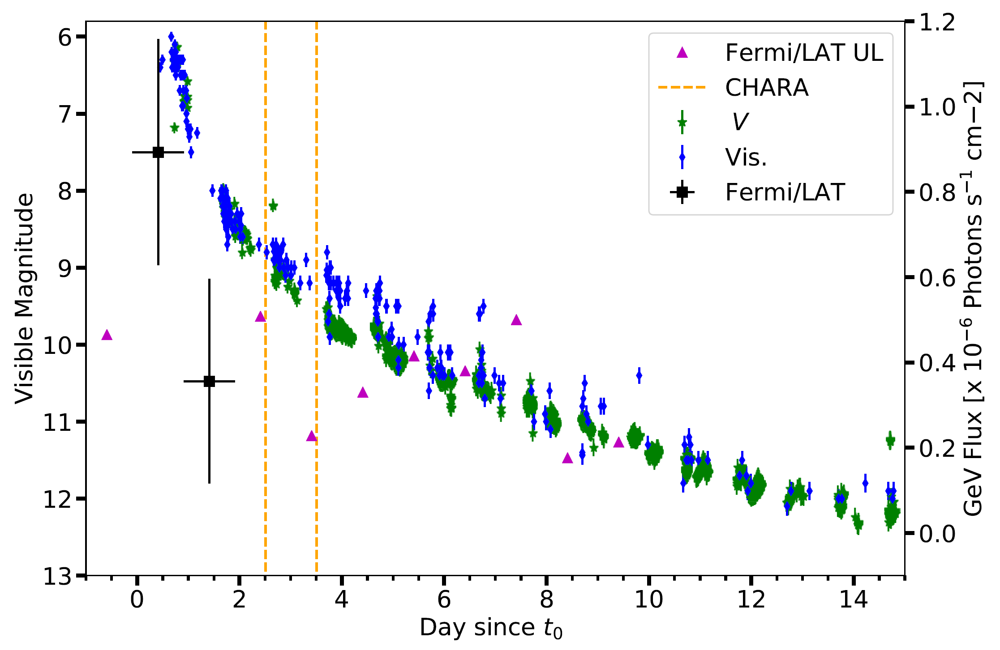 Visible Magnitude
6
7
8
9
10
11
12
13
0 2 4 6 8 10 12 14
Day since t₀
1.2
1.0
0.8
0.6
0.4
0.2
0.0
GeV Flux [x 10⁻⁶ Photons s⁻¹ cm−2]
Fermi/LAT UL
CHARA
V
Vis.
Fermi/LAT